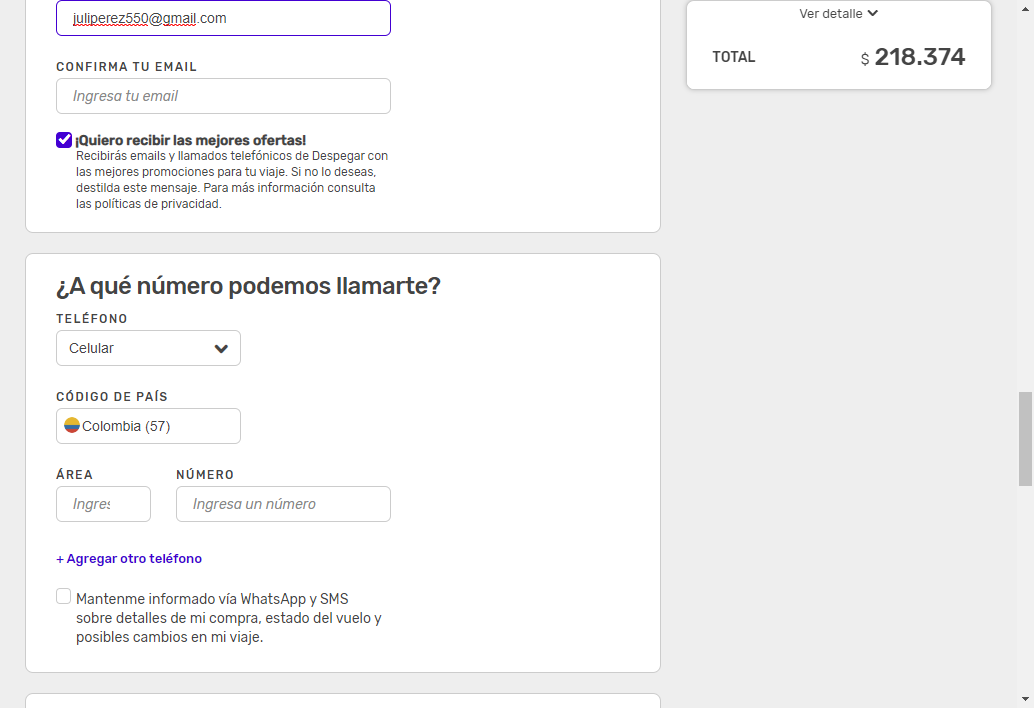 juliperez550@gmail.com
CONFIRMA TU EMAIL
Ingresa tu email
¡Quiero recibir las mejores ofertas!
Recibirás emails y llamados telefónicos de Despegar con
las mejores promociones para tu viaje. Si no lo deseas,
destilda este mensaje. Para más información consulta
las políticas de privacidad.
¿A qué número podemos llamarte?
TELÉFONO
Celular
CÓDIGO DE PAÍS
Colombia (57)
ÁREA
NÚMERO
Ingres
Ingresa un número
+ Agregar otro teléfono
Mantenme informado vía WhatsApp y SMS
sobre detalles de mi compra, estado del vuelo y
posibles cambios en mi viaje.
Ver detalle
TOTAL
$ 218.374